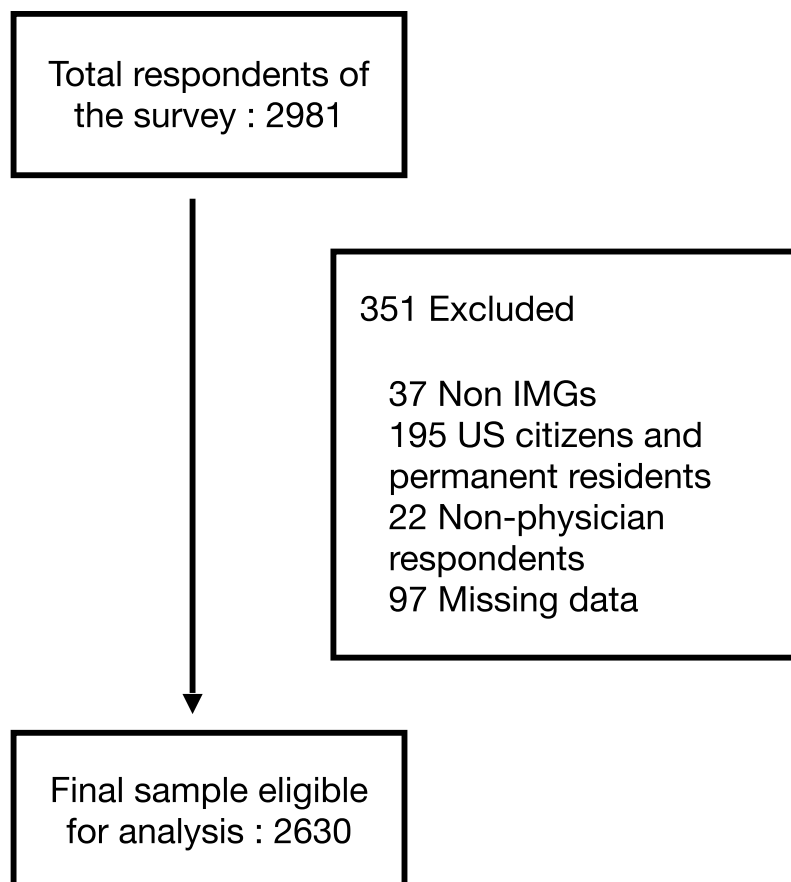 Total respondents of
the survey : 2981
351 Excluded
37 Non IMGs
195 US citizens and
permanent residents
22 Non-physician
respondents
97 Missing data
Final sample eligible
for analysis : 2630